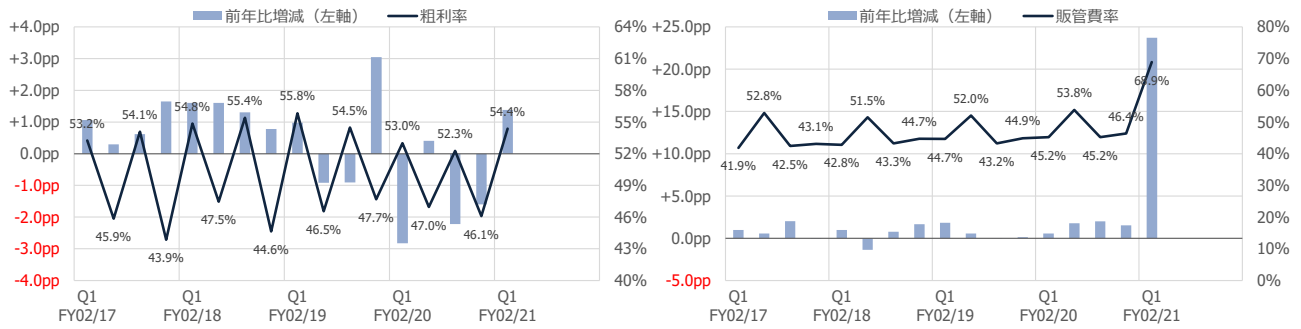 前年比増減（左軸） 粗利率
+4.0pp
+3.0pp
+2.0pp
+1.0pp
0.0pp
-1.0pp
-2.0pp
-3.0pp
-4.0pp
64%
61%
58%
55%
52%
49%
46%
43%
40%
53.2%
45.9%
54.1%
43.9%
54.8%
47.5%
55.4%
44.6%
55.8%
46.5%
54.5%
47.7%
53.0%
47.0%
52.3%
46.1%
54.4%
Q1 Q1 Q1 Q1 Q1
FY02/17 FY02/18 FY02/19 FY02/20 FY02/21
前年比増減（左軸） 販管費率
+25.0pp
+20.0pp
+15.0pp
+10.0pp
+5.0pp
0.0pp
-5.0pp
80%
70%
60%
50%
40%
30%
20%
10%
0%
41.9%
52.8%
42.5%
43.1%
42.8%
51.5%
43.3%
44.7%
44.7%
52.0%
43.2%
44.9%
45.2%
53.8%
45.2%
46.4%
68.9%
Q1 Q1 Q1 Q1 Q1
FY02/17 FY02/18 FY02/19 FY02/20 FY02/21